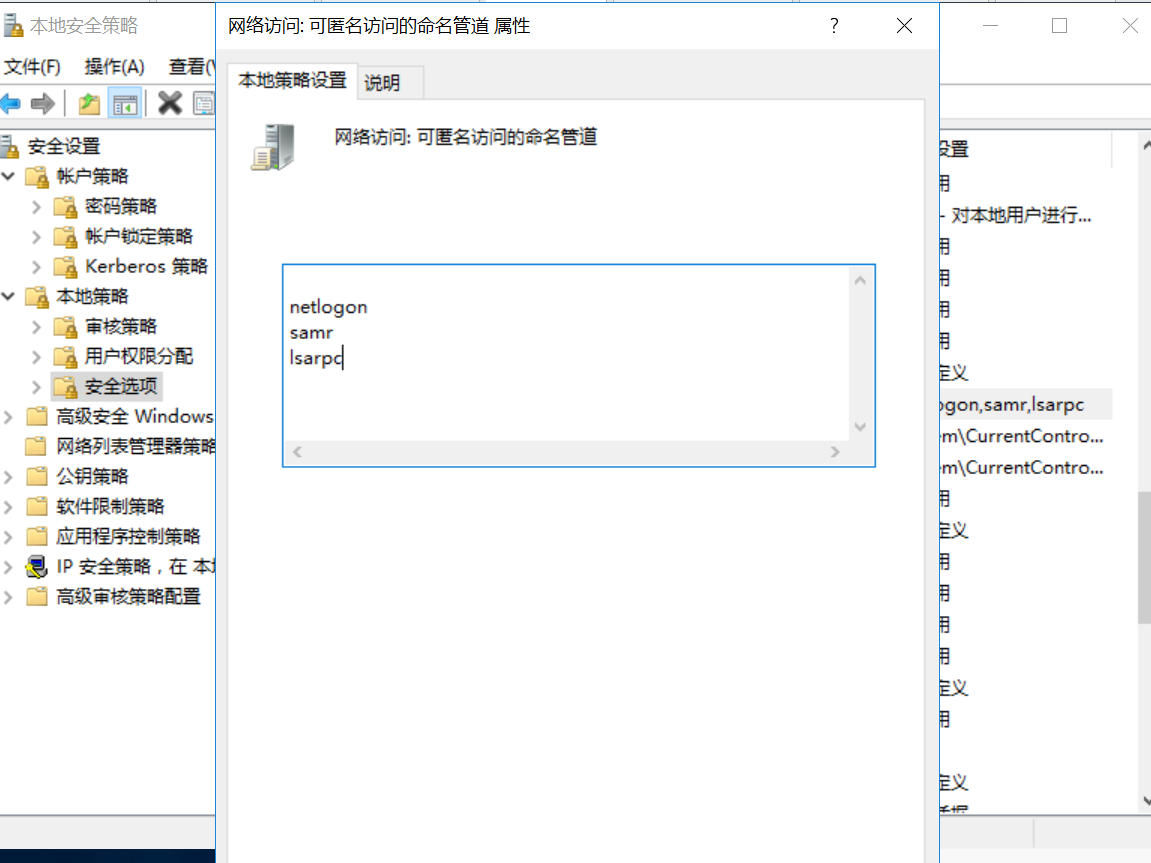 本地安全策略
网络访问: 可匿名访问的命名管道 属性
?
文件(F) 操作(A) 查看(V
本地策略设置 说明
网络访问: 可匿名访问的命名管道
netlogon
samr
lsarpc
安全设置
帐户策略
密码策略
帐户锁定策略
Kerberos 策略
本地策略
审核策略
用户权限分配
安全选项
高级安全 Windows
网络列表管理器策略
公钥策略
软件限制策略
应用程序控制策略
IP 安全策略，在 本地
高级审核策略配置
设置
用
- 对本地用户进行...
用
用
用
用
定义
ogon,samr,lsarpc
em\CurrentContro...
em\CurrentContro...
用
定义
用
用
用
用
定义
用
定义